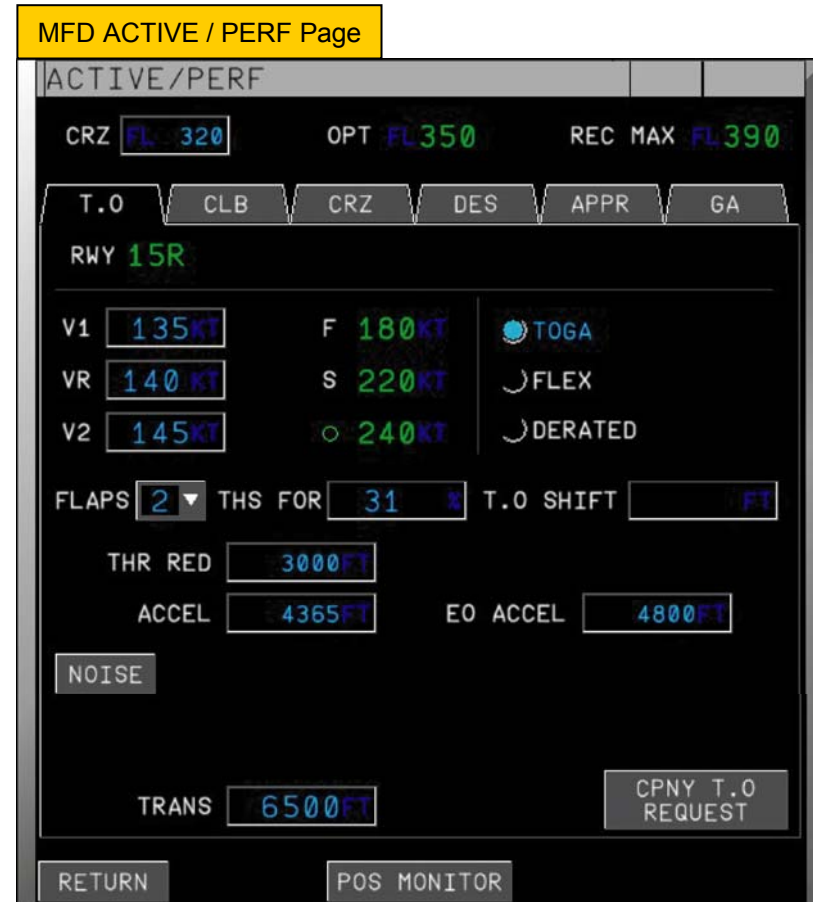 MFD ACTIVE / PERF Page
ACTIVE/PERF
CRZ FL 320 OPT FL350 REC MAX FL390
T.O CLB CRZ DES APPR GA
RWY 15R
V1 135KT F 180KT TOGA
VR 140 KT S 220KT FLEX
V2 145KT 240KT DERATED
FLAPS 2 THS FOR 31 % T.O SHIFT FT
THR RED 3000FT
ACCEL 4365FT EO ACCEL 4800FT
NOISE
CPNY T.O
TRANS 6500FT REQUEST
RETURN POS MONITOR